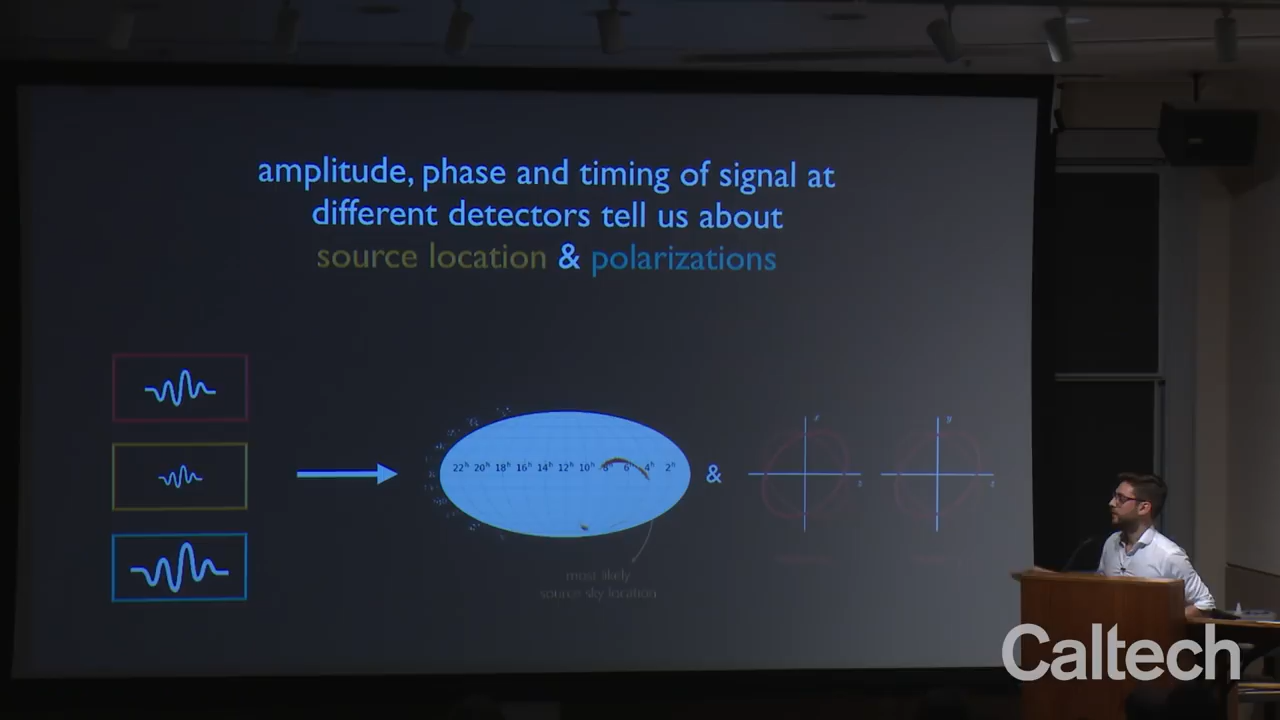 amplitude, phase and timing of signal at
different detectors tell us about
source location & polarizations
22h 20h 18h 16h 14h 12h 10h 8h 6h 4h 2h
&
most likely
source sky location
Caltech